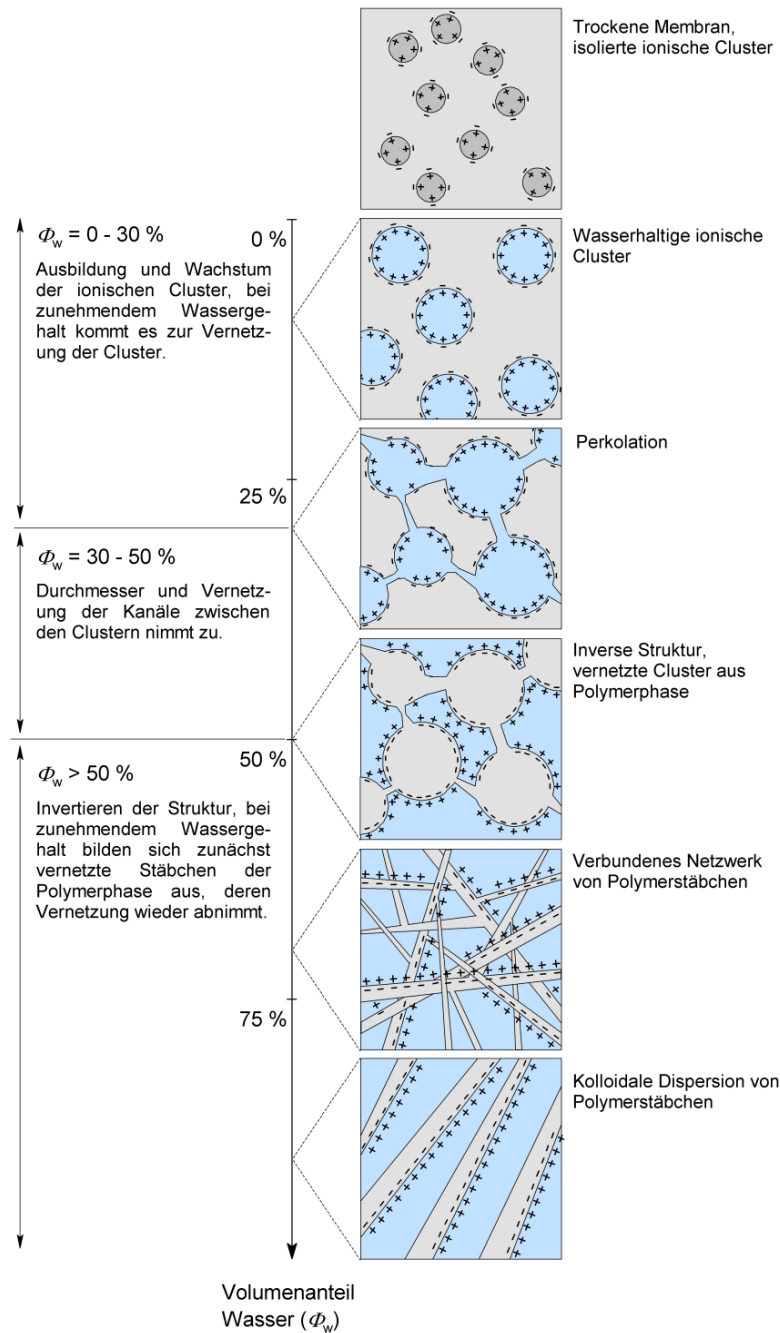 Trockene Membran,
isolierte ionische Cluster
Φw = 0 - 30 %
0 %
Ausbildung und Wachstum
der ionischen Cluster, bei
zunehmendem Wasserge-
halt kommt es zur Vernetz-
ung der Cluster.
Wasserhaltige ionische
Cluster
Perkolation
25 %
Φw = 30 - 50 %
Durchmesser und Vernetz-
ung der Kanäle zwischen
den Clustern nimmt zu.
Inverse Struktur,
vernetzte Cluster aus
Polymerphase
50 %
Φw > 50 %
Invertieren der Struktur, bei
zunehmendem Wasserge-
halt bilden sich zunächst
vernetzte Stäbchen der
Polymerphase aus, deren
Vernetzung wieder abnimmt.
Verbundenes Netzwerk
von Polymerstäbchen
75 %
Kolloidale Dispersion von
Polymerstäbchen
Volumenanteil
Wasser (Φw)